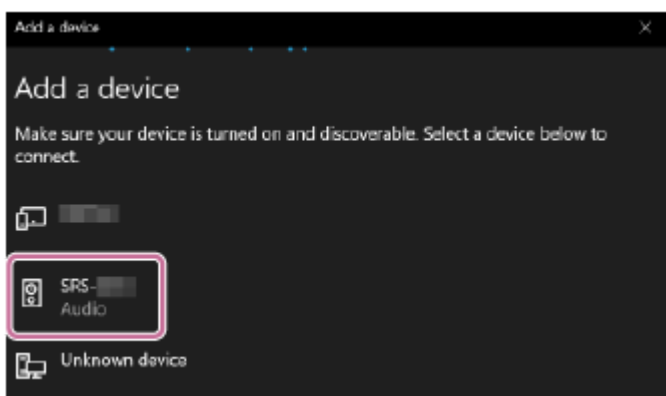 Add a device
Add a device
Make sure your device is turned on and discoverable. Select a device below to
connect.
SRS-
Audio
Unknown device